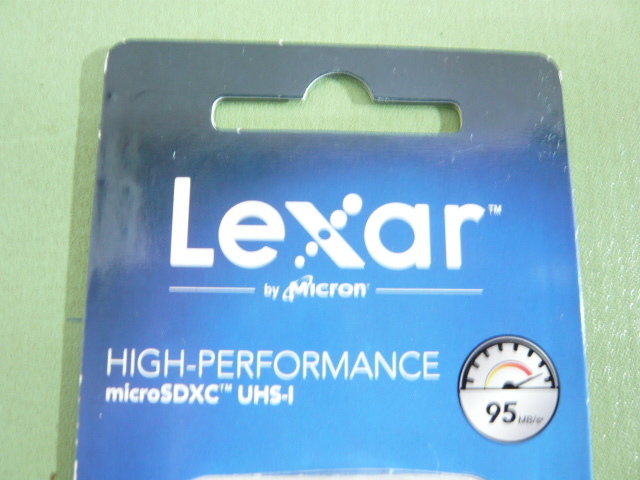 Lexar™
by Micron®
HIGH-PERFORMANCE
microSDXC™ UHS-I
95 MB/s*